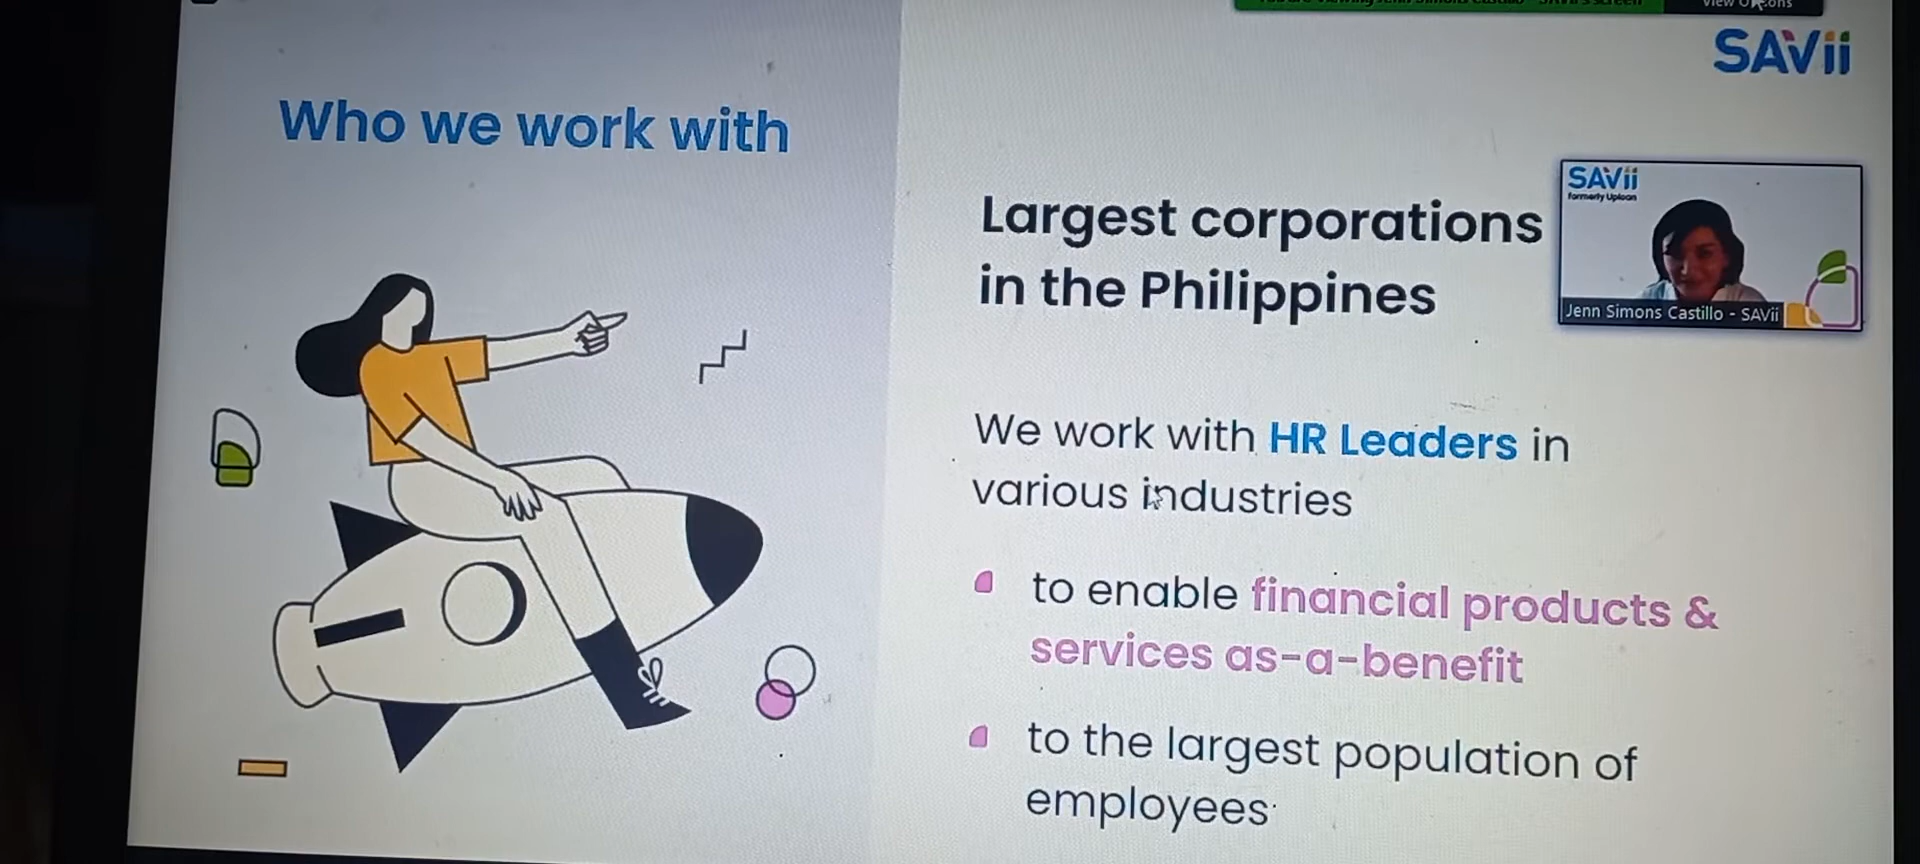 View Options
SAVii
Who we work with
Largest corporations
in the Philippines
SAVii
formerly Uploan
Jenn Simons Castillo - SAVii
We work with HR Leaders in
various industries
to enable financial products &
services as-a-benefit
to the largest population of
employees